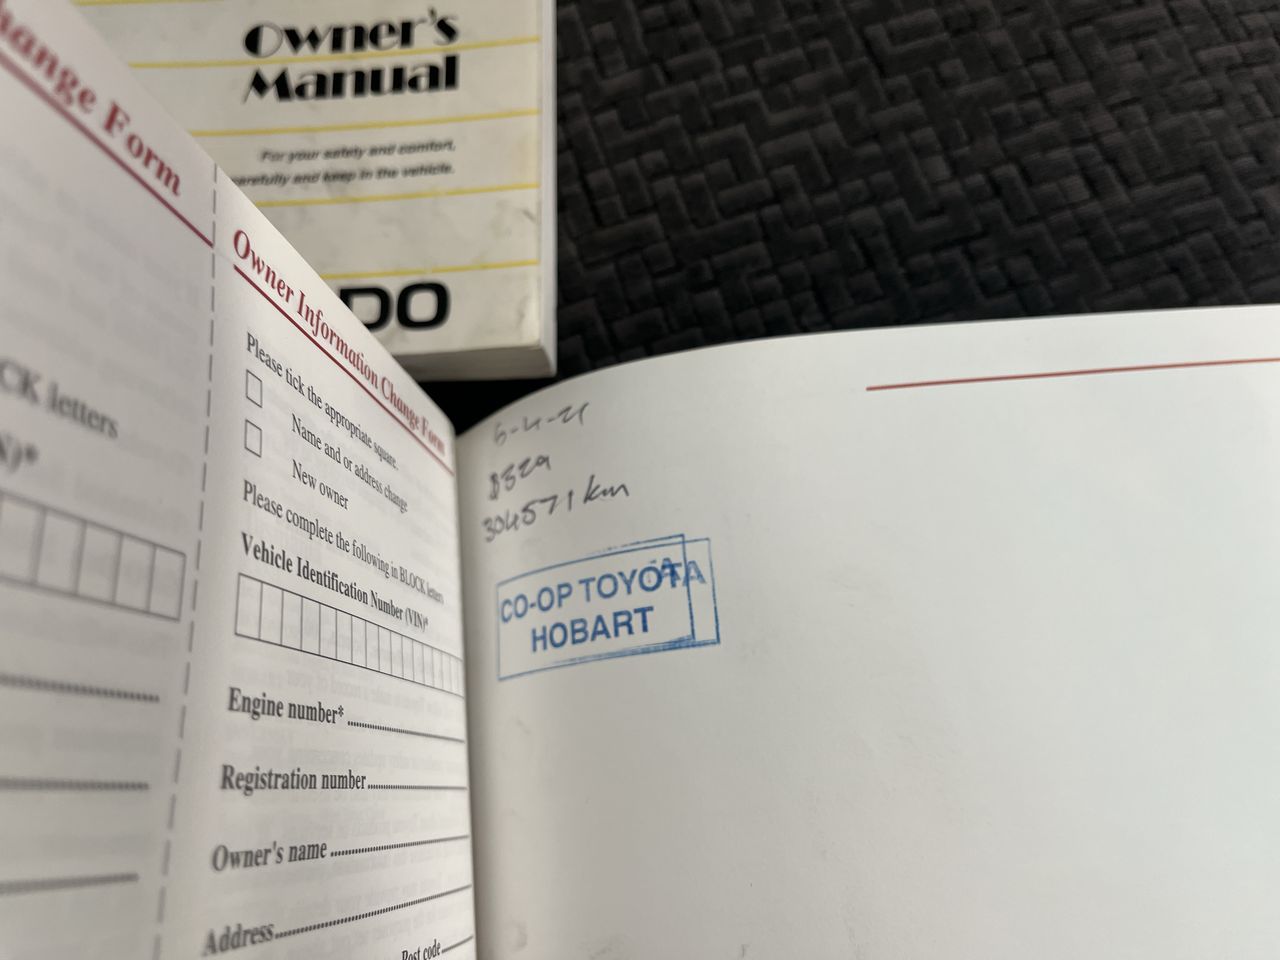 Owner's
Manual
For your safety and comfort,
carefully and keep in the vehicle.
DO
hange Form
CK letters
N)*
Owner Information Change Form
Please tick the appropriate square.
Name and or address change
New owner
Please complete the following in BLOCK letters
Vehicle Identification Number (VIN)*
Engine number*
Registration number
Owner's name
Address
Post code
304571 km
CO-OP TOYOTA
HOBART